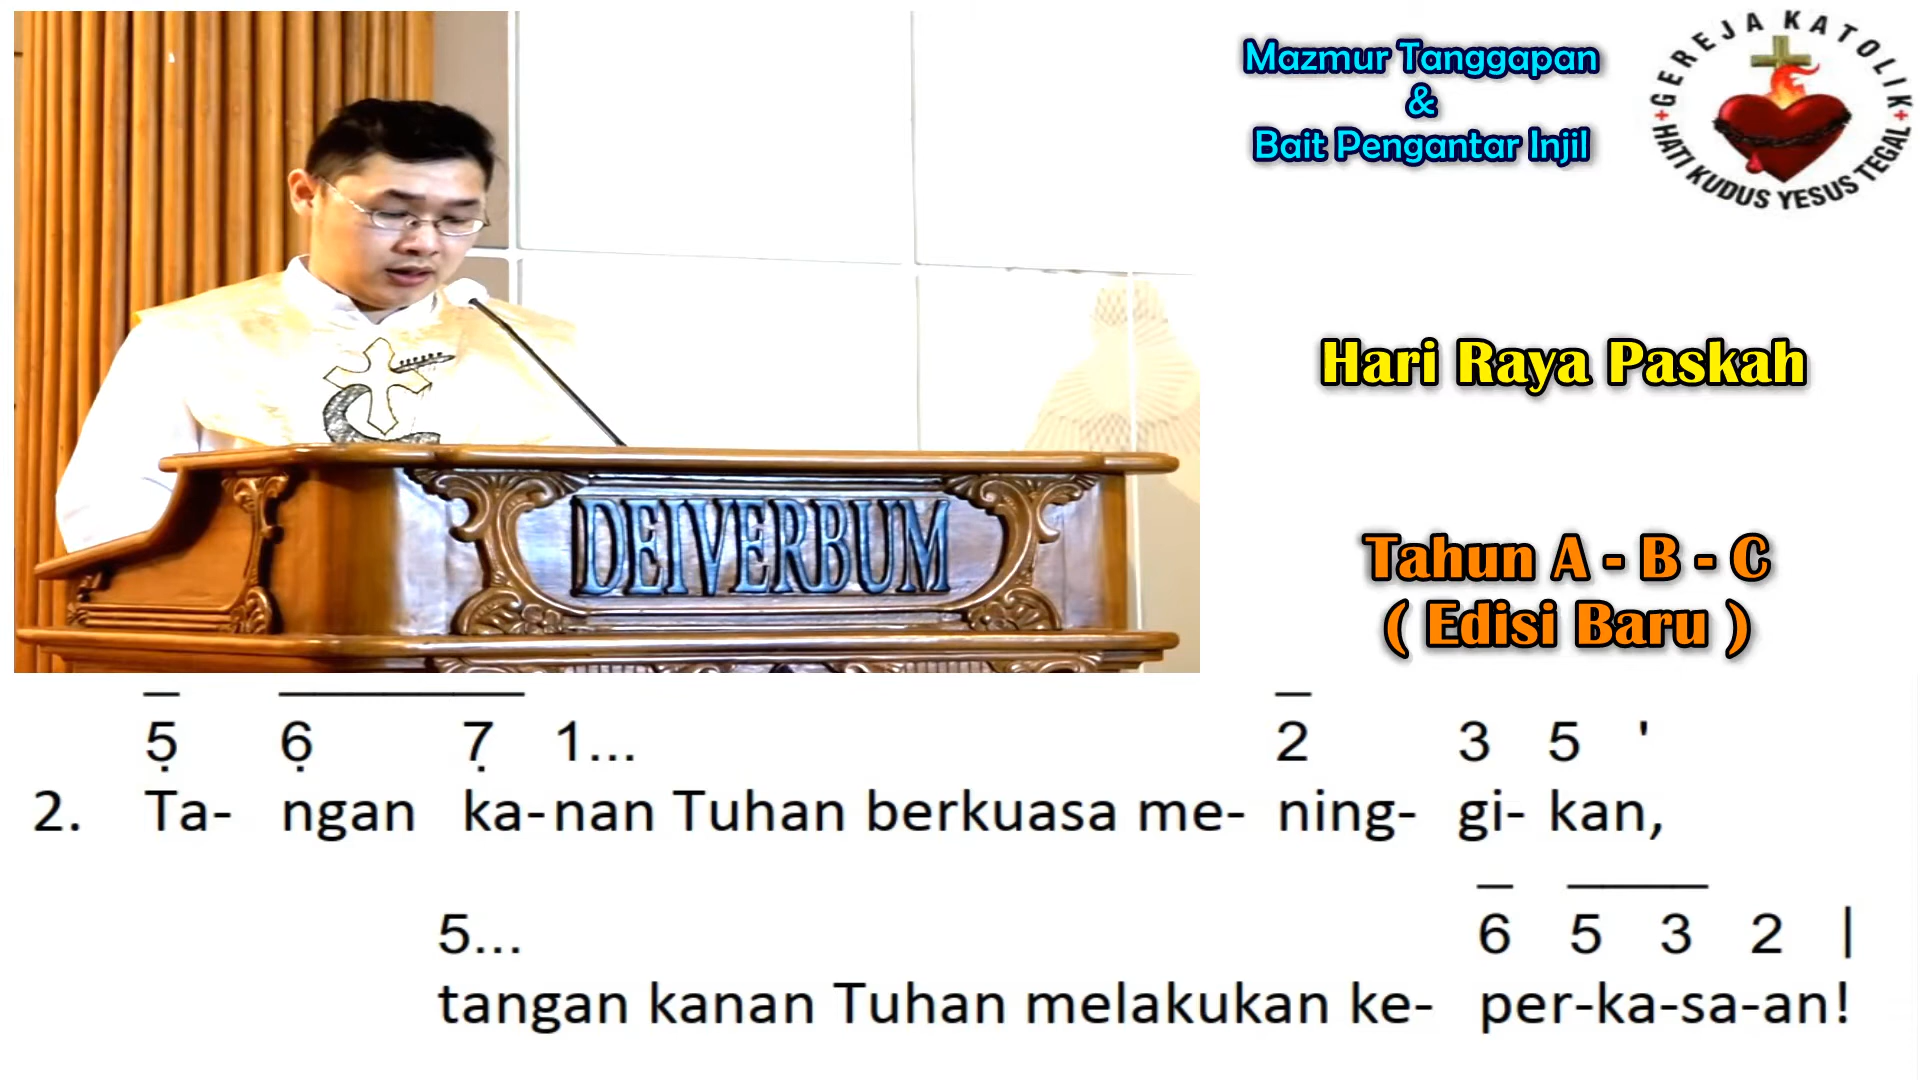 Mazmur Tanggapan
&
Bait Pengantar Injil
GEREJA KATOLIK
HATI KUDUS YESUS TEGAL
Hari Raya Paskah
DEIVERBUM
Tahun A - B - C
( Edisi Baru )
5̣ 6̣ 7̣ 1... 2 3 5 '
2. Ta- ngan ka-nan Tuhan berkuasa me- ning- gi- kan,
5... 6 5 3 2 |
tangan kanan Tuhan melakukan ke- per-ka-sa-an!